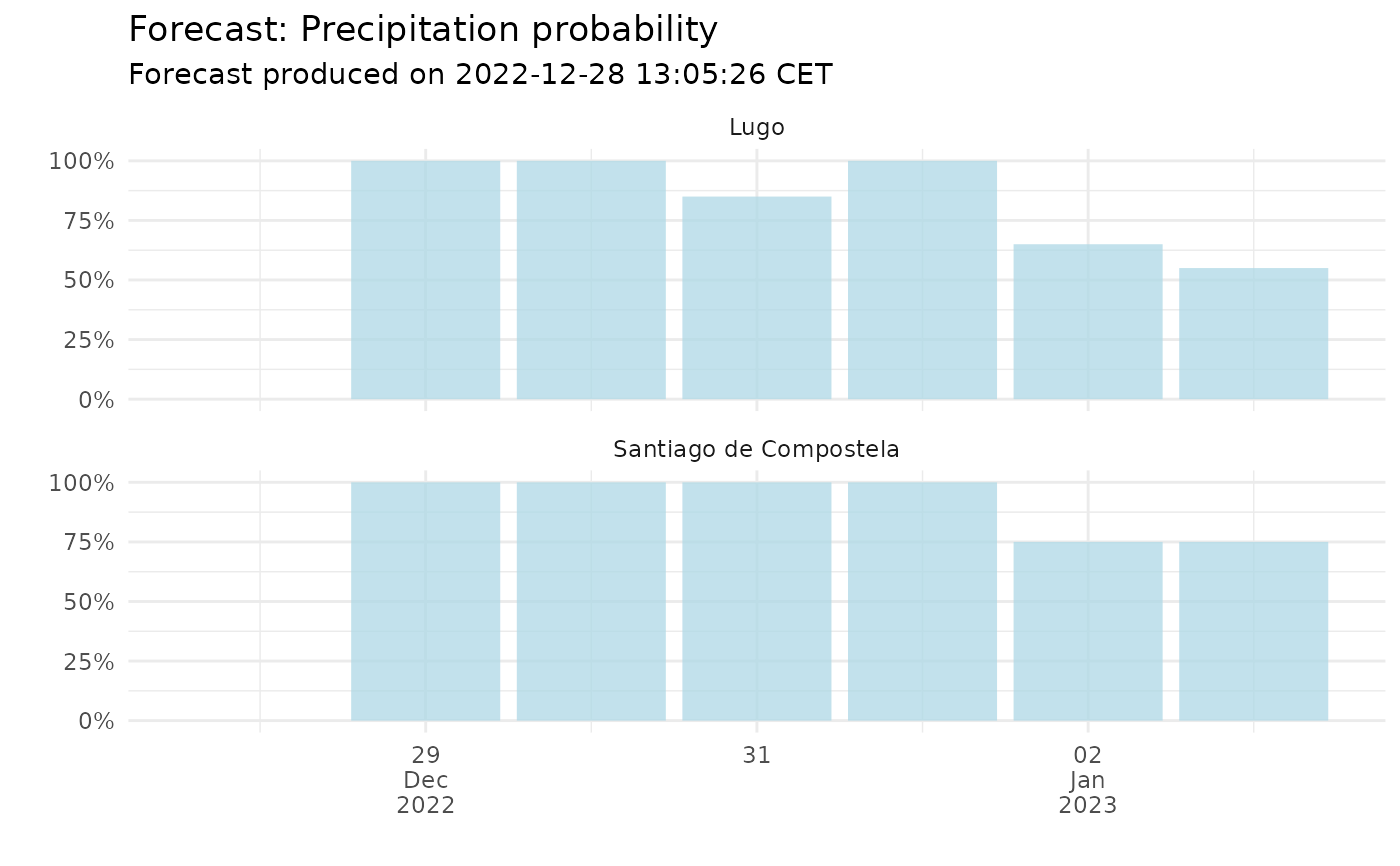 Forecast: Precipitation probability
Forecast produced on 2022-12-28 13:05:26 CET
Lugo
100%
75%
50%
25%
0%
Santiago de Compostela
100%
75%
50%
25%
0%
29 31 02
Dec Jan
2022 2023